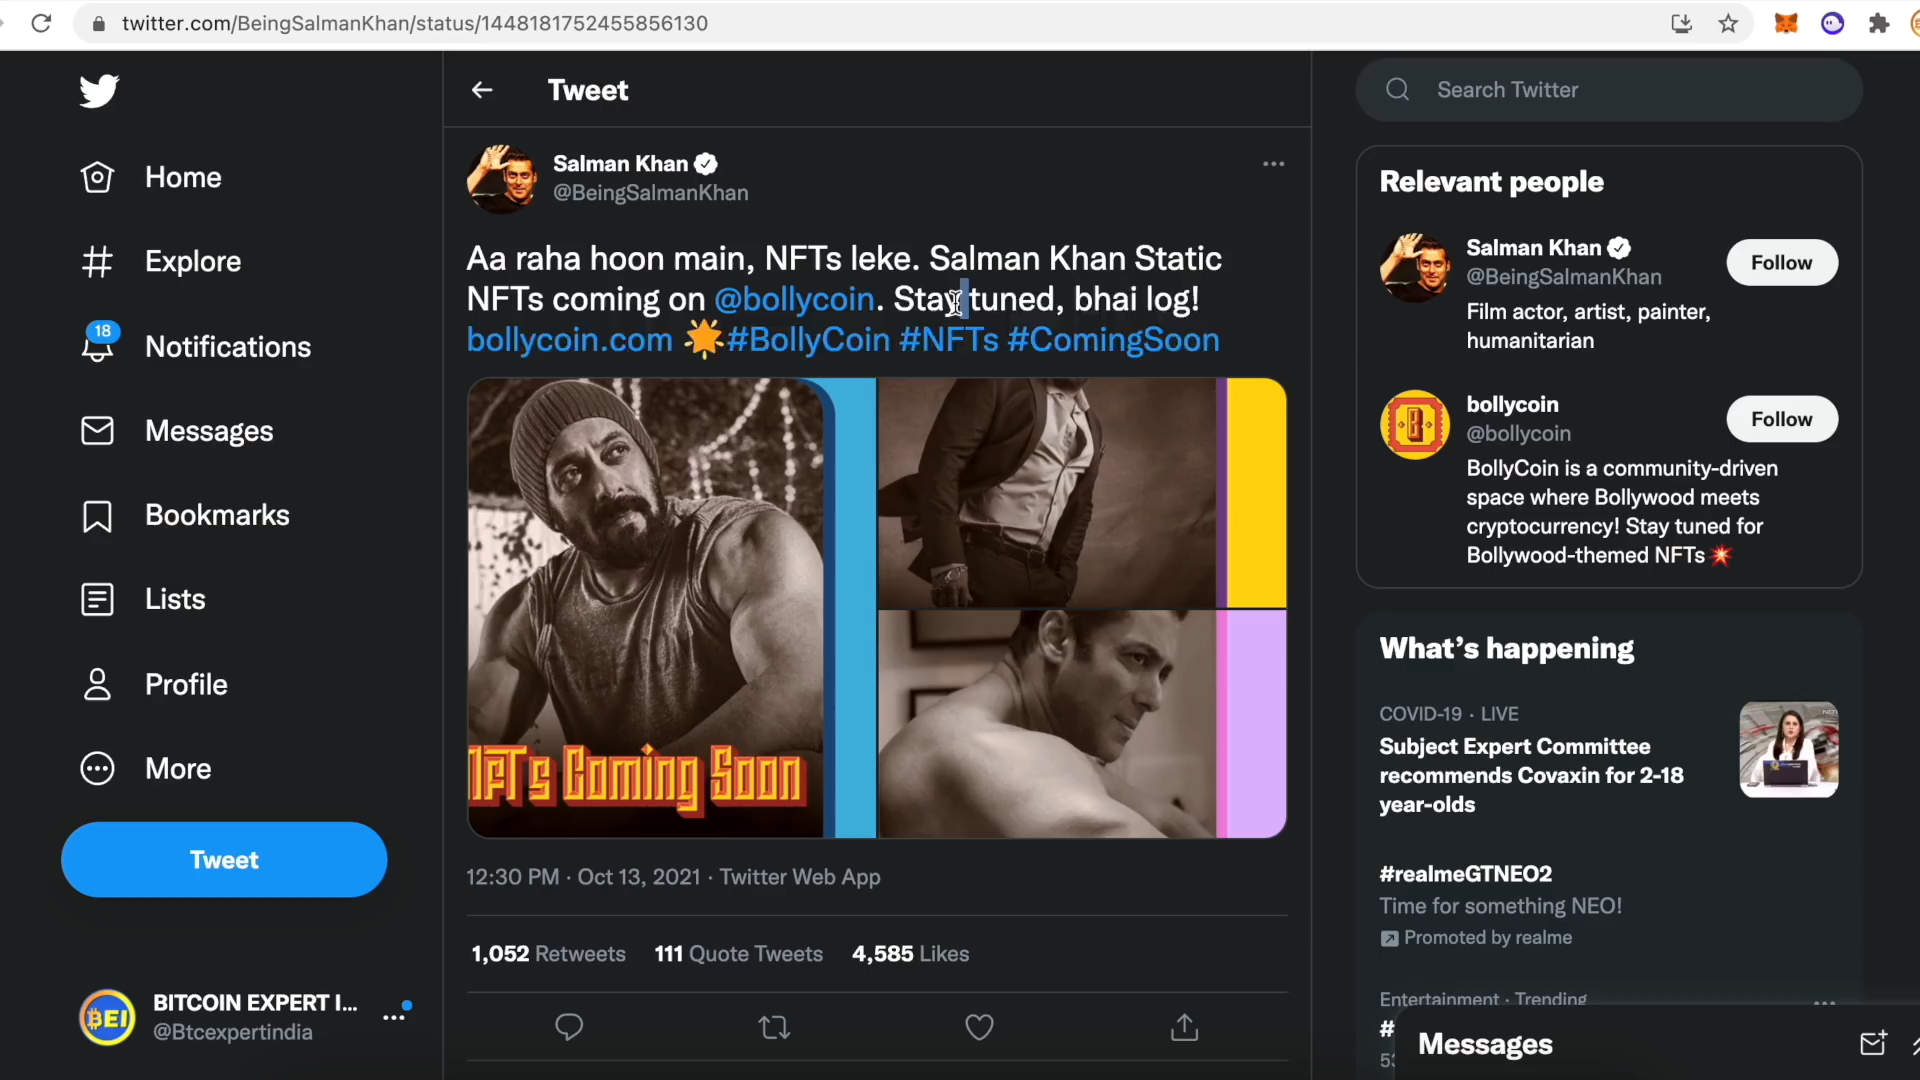 twitter.com/BeingSalmanKhan/status/1448181752455856130
Home
Explore
18
Notifications
Messages
Bookmarks
Lists
Profile
More
Tweet
BITCOIN EXPERT I...
@Btcexpertindia
BEI
Tweet
Salman Khan
@BeingSalmanKhan
Aa raha hoon main, NFTs leke. Salman Khan Static
NFTs coming on @bollycoin. Stay tuned, bhai log!
bollycoin.com 🌟#BollyCoin #NFTs #ComingSoon
NFTs Coming Soon
12:30 PM · Oct 13, 2021 · Twitter Web App
1,052 Retweets 111 Quote Tweets 4,585 Likes
Search Twitter
Relevant people
Salman Khan
@BeingSalmanKhan
Follow
Film actor, artist, painter,
humanitarian
B
bollycoin
@bollycoin
Follow
BollyCoin is a community-driven
space where Bollywood meets
cryptocurrency! Stay tuned for
Bollywood-themed NFTs💥
What's happening
COVID-19 · LIVE
Subject Expert Committee
recommends Covaxin for 2-18
year-olds
#realmeGTNEO2
Time for something NEO!
Promoted by realme
Entertainment · Trending
#
Messages